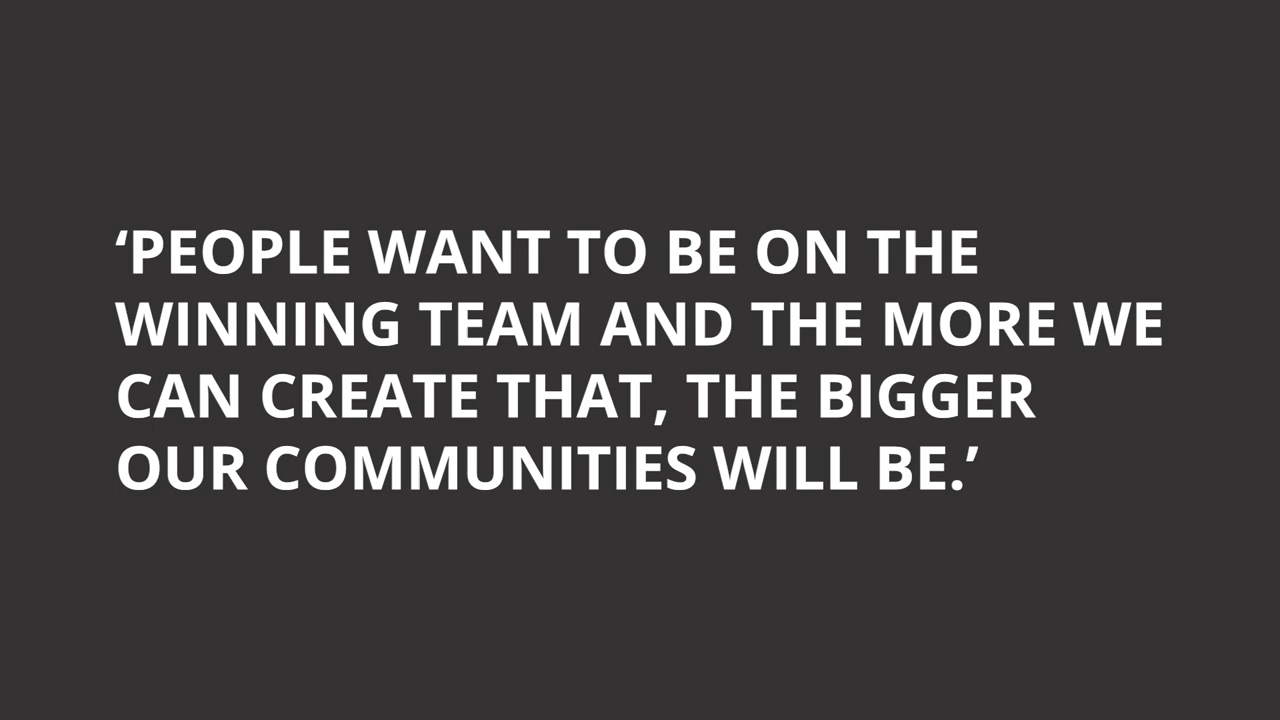 ‘PEOPLE WANT TO BE ON THE
WINNING TEAM AND THE MORE WE
CAN CREATE THAT, THE BIGGER
OUR COMMUNITIES WILL BE.’